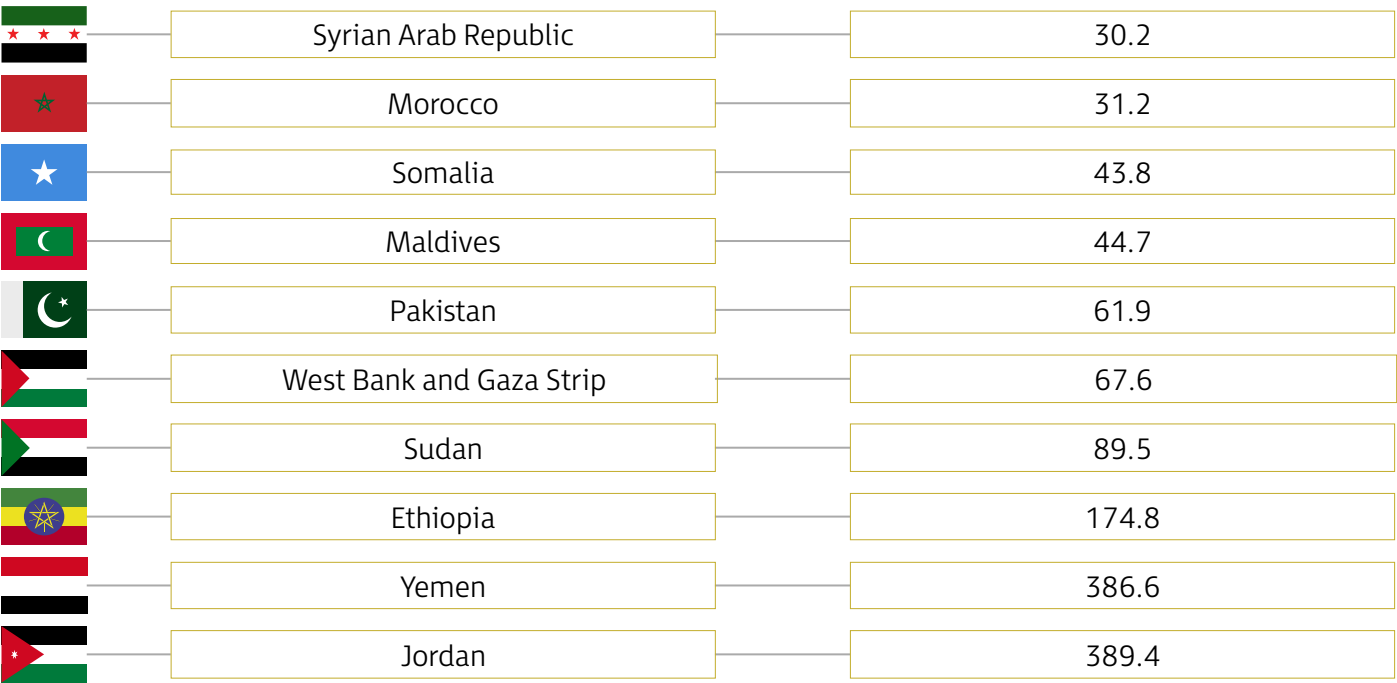 Syrian Arab Republic 30.2
Morocco 31.2
Somalia 43.8
Maldives 44.7
Pakistan 61.9
West Bank and Gaza Strip 67.6
Sudan 89.5
Ethiopia 174.8
Yemen 386.6
Jordan 389.4